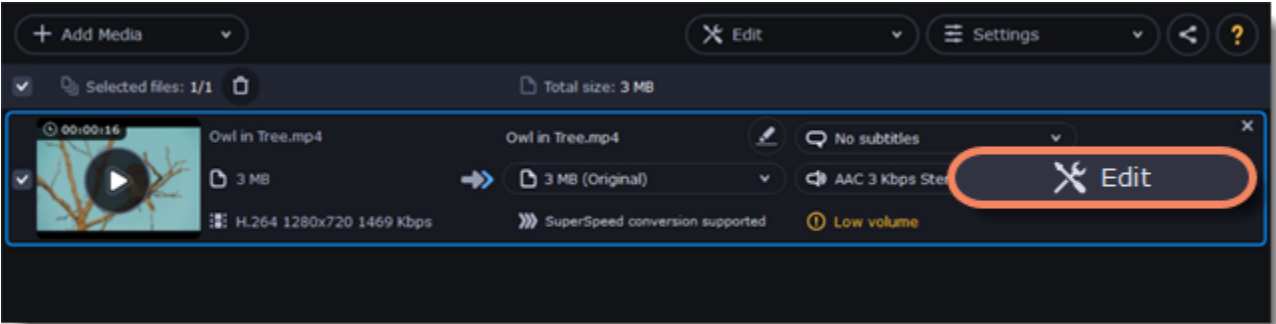 Add Media
Edit
Settings
?
Selected files: 1/1
Total size: 3 MB
00:00:16
Owl in Tree.mp4
Owl in Tree.mp4
No subtitles
3 MB
3 MB (Original)
AAC 3 Kbps
Edit
H.264 1280x720 1469 Kbps
SuperSpeed conversion supported
Low volume